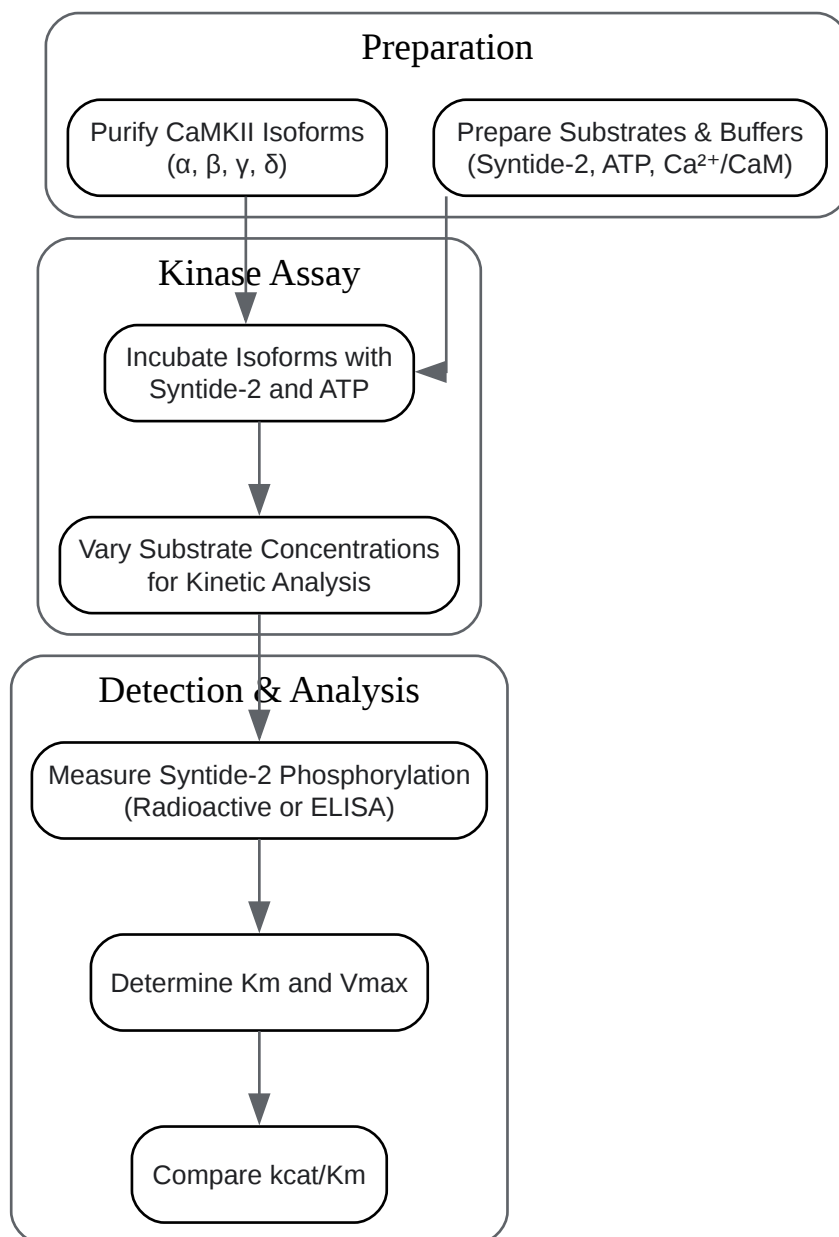 Preparation
Purify CaMKII Isoforms
(α, β, γ, δ)
Prepare Substrates & Buffers
(Syntide-2, ATP, Ca²⁺/CaM)
Kinase Assay
Incubate Isoforms with
Syntide-2 and ATP
Vary Substrate Concentrations
for Kinetic Analysis
Detection & Analysis
Measure Syntide-2 Phosphorylation
(Radioactive or ELISA)
Determine Km and Vmax
Compare kcat/Km